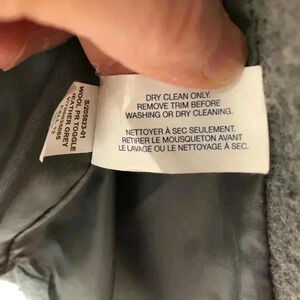 DRY CLEAN ONLY.
REMOVE TRIM BEFORE
WASHING OR DRY CLEANING.
NETTOYER À SEC SEULEMENT.
RETIRER LE MOUSQUETON AVANT
LE LAVAGE OU LE NETTOYAGE À SEC.
WOOL PR TOGGLE